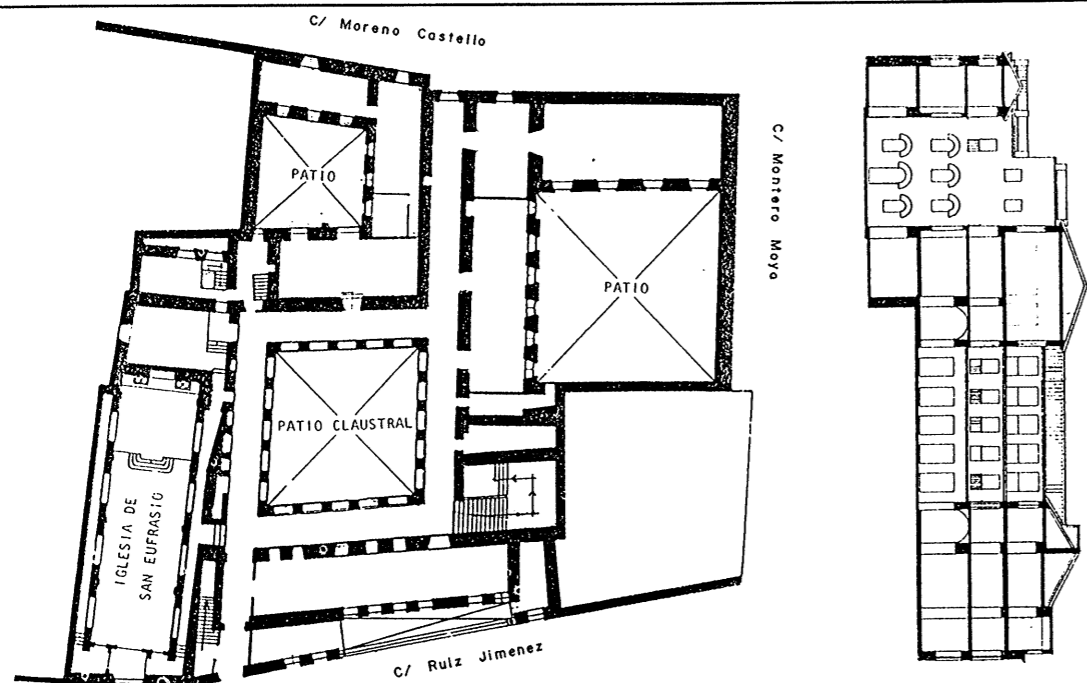 C/ Moreno Castello
PATIO
C/ Montero Moya
PATIO
PATIO CLAUSTRAL
IGLESIA DE
SAN EUFRASIO
C/ Ruiz Jimenez